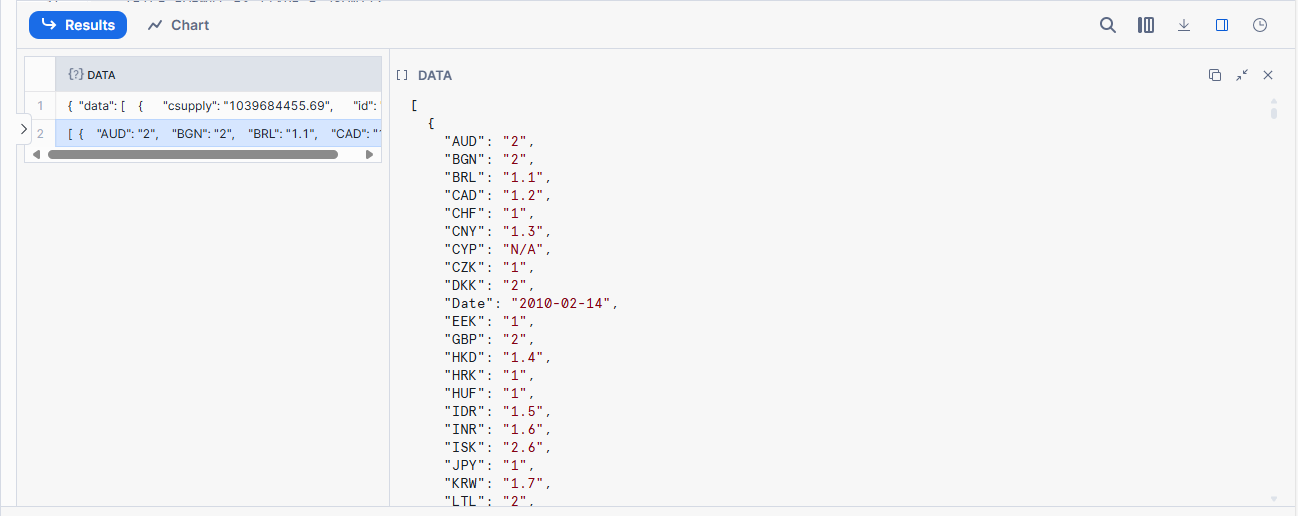 Results Chart
{?} DATA
1 { "data": [ { "csupply": "1039684455.69", "id":
2 [ { "AUD": "2", "BGN": "2", "BRL": "1.1", "CAD":
[] DATA
[
{
"AUD": "2",
"BGN": "2",
"BRL": "1.1",
"CAD": "1.2",
"CHF": "1",
"CNY": "1.3",
"CYP": "N/A",
"CZK": "1",
"DKK": "2",
"Date": "2010-02-14",
"EEK": "1",
"GBP": "2",
"HKD": "1.4",
"HRK": "1",
"HUF": "1",
"IDR": "1.5",
"INR": "1.6",
"ISK": "2.6",
"JPY": "1",
"KRW": "1.7",
"LTL": "2",